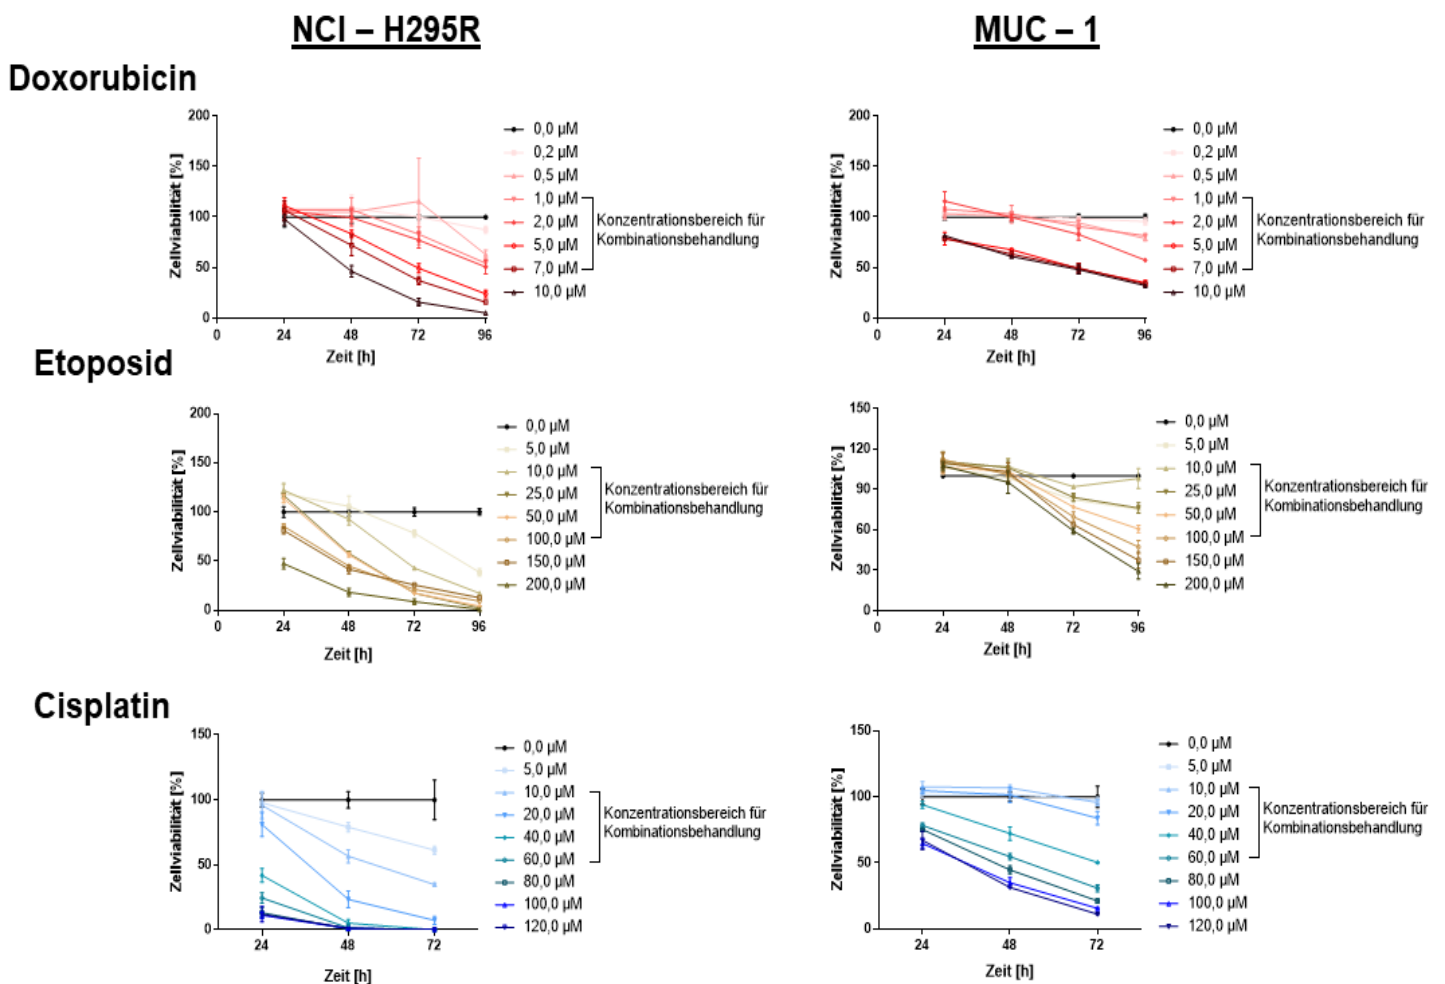 NCI – H295R
MUC – 1
Doxorubicin
Zellviabilität [%]
200
150
100
50
0
0
24
48
72
96
Zeit [h]
0,0 µM
0,2 µM
0,5 µM
1,0 µM
2,0 µM
5,0 µM
7,0 µM
10,0 µM
Konzentrationsbereich für
Kombinationsbehandlung
Zellviabilität [%]
200
150
100
50
0
0
24
48
72
96
Zeit [h]
0,0 µM
0,2 µM
0,5 µM
1,0 µM
2,0 µM
5,0 µM
7,0 µM
10,0 µM
Konzentrationsbereich für
Kombinationsbehandlung
Etoposid
Zellviabilität [%]
200
150
100
50
0
0
24
48
72
96
Zeit [h]
0,0 µM
5,0 µM
10,0 µM
25,0 µM
50,0 µM
100,0 µM
150,0 µM
200,0 µM
Konzentrationsbereich für
Kombinationsbehandlung
Zellviabilität [%]
150
120
90
60
30
0
0
24
48
72
96
Zeit [h]
0,0 µM
5,0 µM
10,0 µM
25,0 µM
50,0 µM
100,0 µM
150,0 µM
200,0 µM
Konzentrationsbereich für
Kombinationsbehandlung
Cisplatin
Zellviabilität [%]
150
100
50
0
24
48
72
Zeit [h]
0,0 µM
5,0 µM
10,0 µM
20,0 µM
40,0 µM
60,0 µM
80,0 µM
100,0 µM
120,0 µM
Konzentrationsbereich für
Kombinationsbehandlung
Zellviabilität [%]
150
100
50
0
24
48
72
Zeit [h]
0,0 µM
5,0 µM
10,0 µM
20,0 µM
40,0 µM
60,0 µM
80,0 µM
100,0 µM
120,0 µM
Konzentrationsbereich für
Kombinationsbehandlung